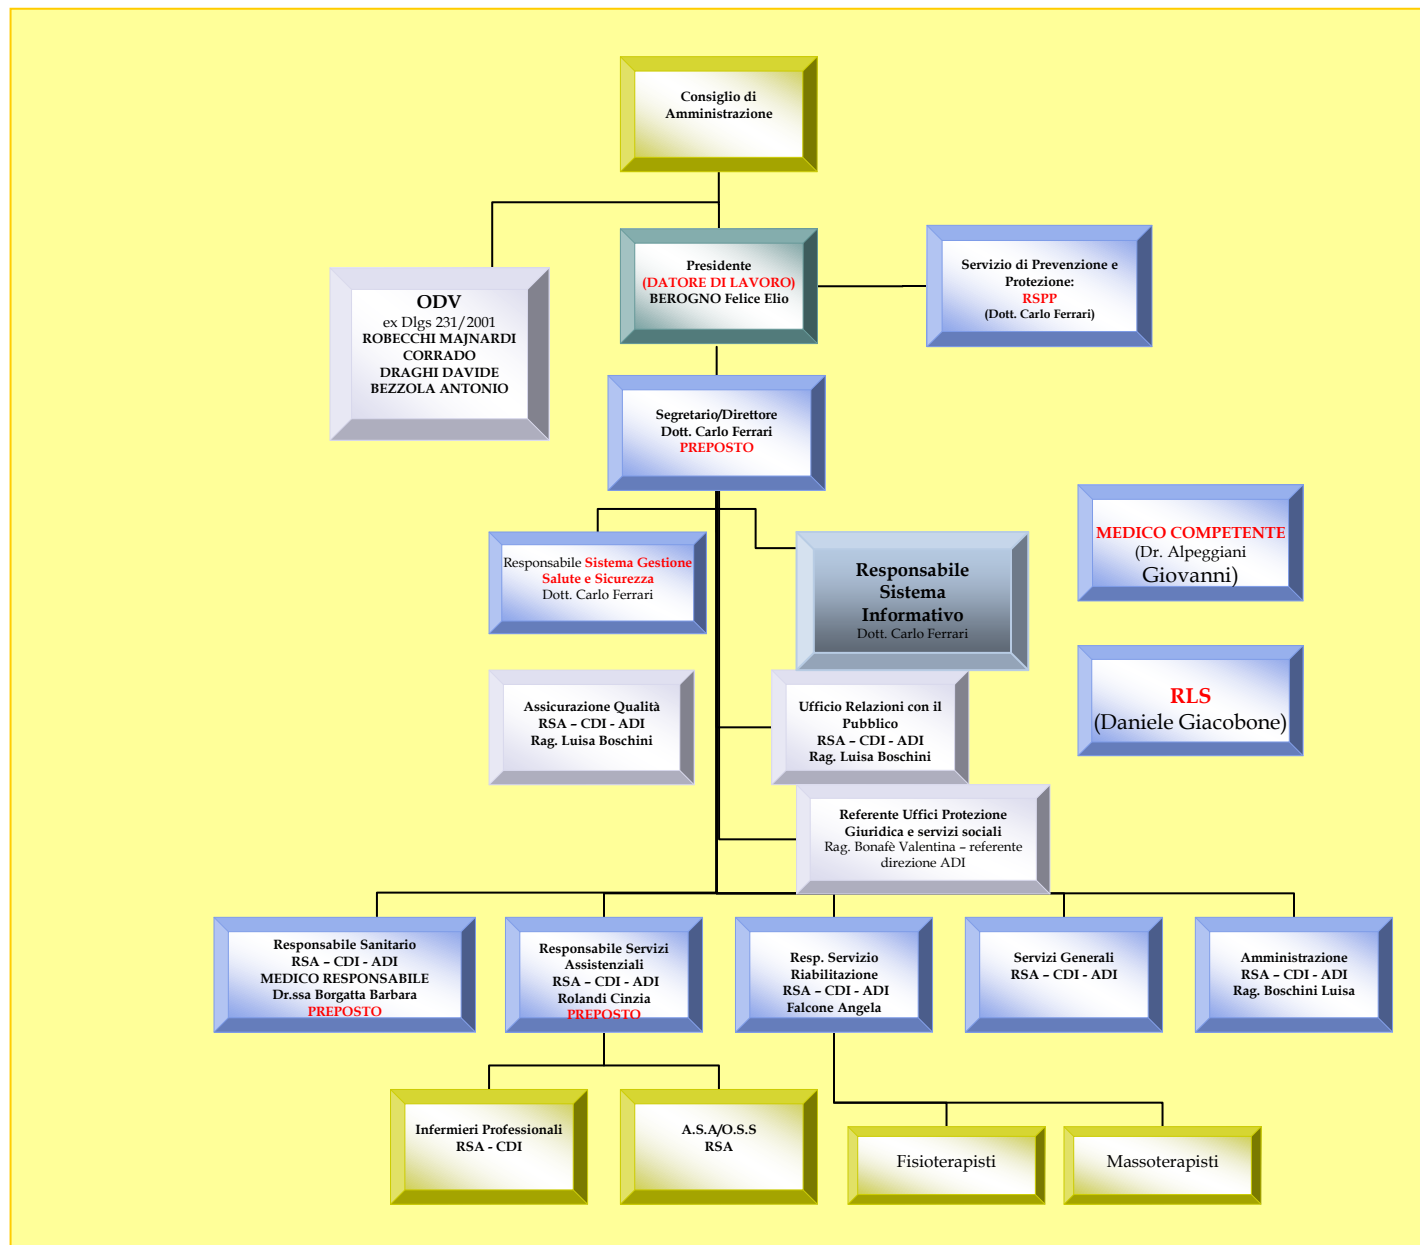 Consiglio di
Amministrazione
Presidente
(DATORE DI LAVORO)
BEROGNO Felice Elio
Servizio di Prevenzione e
Protezione:
RSPP
(Dott. Carlo Ferrari)
ODV
ex Dlgs 231/2001
ROBECCHI MAJNARDI
CORRADO
DRAGHI DAVIDE
BEZZOLA ANTONIO
Segretario/Direttore
Dott. Carlo Ferrari
PREPOSTO
Responsabile Sistema Gestione
Salute e Sicurezza
Dott. Carlo Ferrari
Responsabile
Sistema
Informativo
Dott. Carlo Ferrari
MEDICO COMPETENTE
(Dr. Alpeggiani
Giovanni)
Assicurazione Qualità
RSA – CDI - ADI
Rag. Luisa Boschini
Ufficio Relazioni con il
Pubblico
RSA – CDI - ADI
Rag. Luisa Boschini
RLS
(Daniele Giacobone)
Referente Uffici Protezione
Giuridica e servizi sociali
Rag. Bonafè Valentina – referente
direzione ADI
Responsabile Sanitario
RSA – CDI - ADI
MEDICO RESPONSABILE
Dr.ssa Borgatta Barbara
PREPOSTO
Responsabile Servizi
Assistenziali
RSA – CDI - ADI
Rolandi Cinzia
PREPOSTO
Resp. Servizio
Riabilitazione
RSA – CDI - ADI
Falcone Angela
Servizi Generali
RSA – CDI - ADI
Amministrazione
RSA – CDI - ADI
Rag. Boschini Luisa
Infermieri Professionali
RSA - CDI
A.S.A/O.S.S
RSA
Fisioterapisti
Massoterapisti